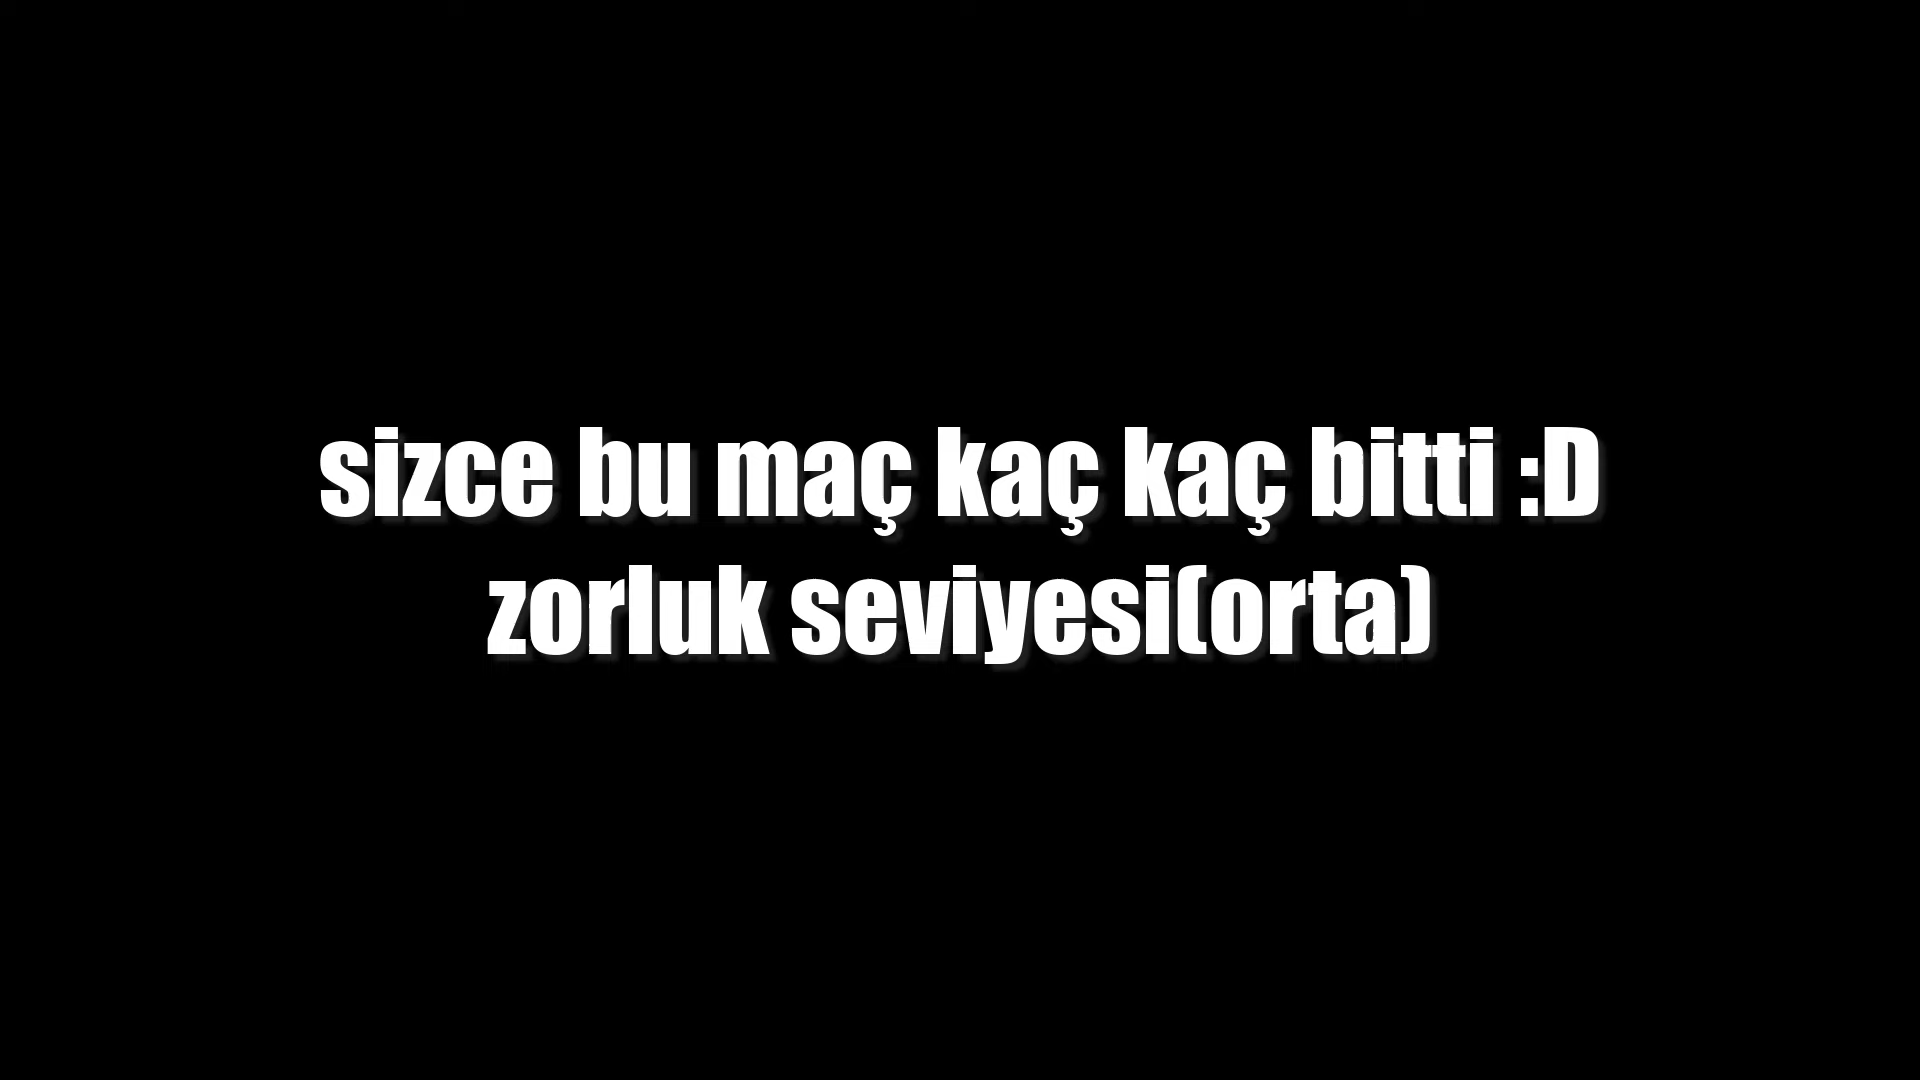 sizce bu maç kaç kaç bitti :D
zorluk seviyesi(orta)